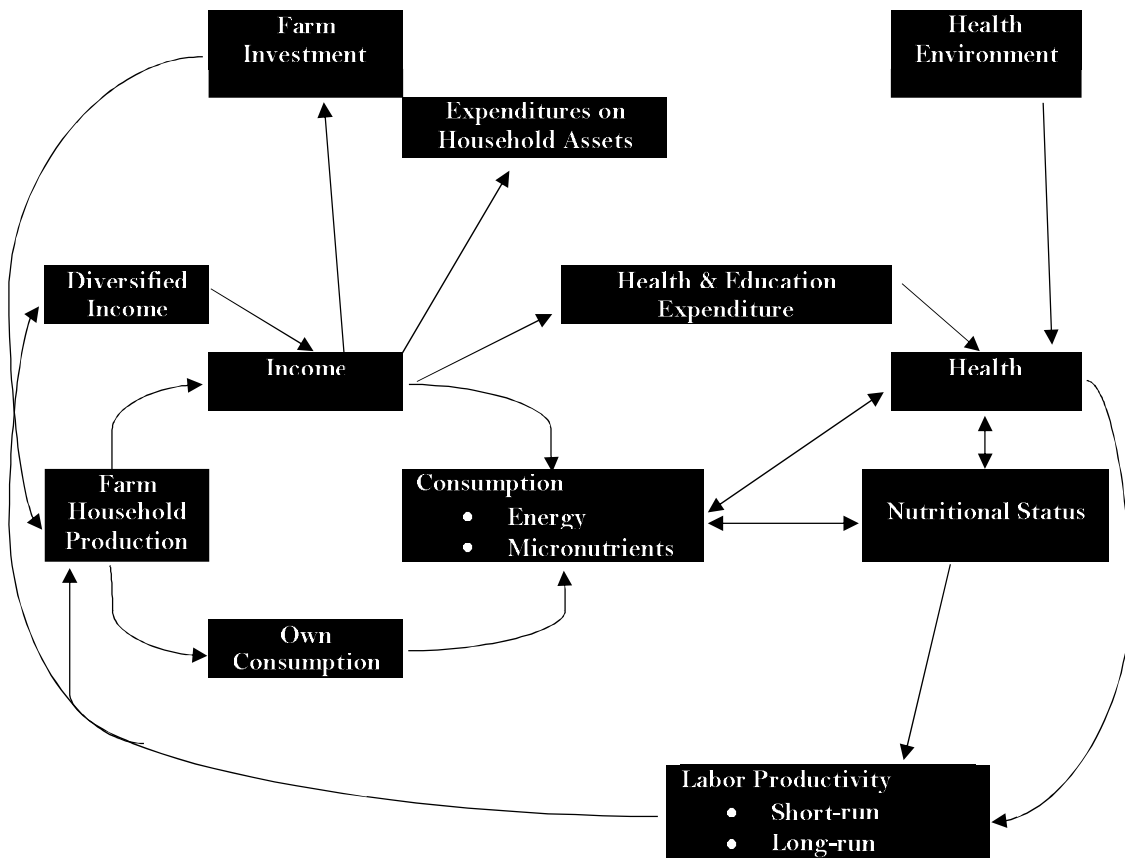 Farm
Investment
Health
Environment
Expenditures on
Household Assets
Diversified
Income
Health & Education
Expenditure
Income
Health
Farm
Household
Production
Consumption
• Energy
• Micronutrients
Nutritional Status
Own
Consumption
Labor Productivity
• Short-run
• Long-run